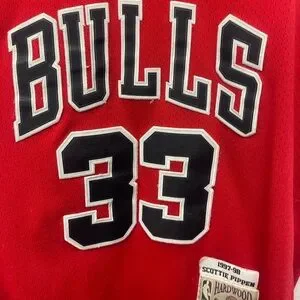 BULLS
33
1997-98
SCOTTIE PIPPEN
HARDWOOD